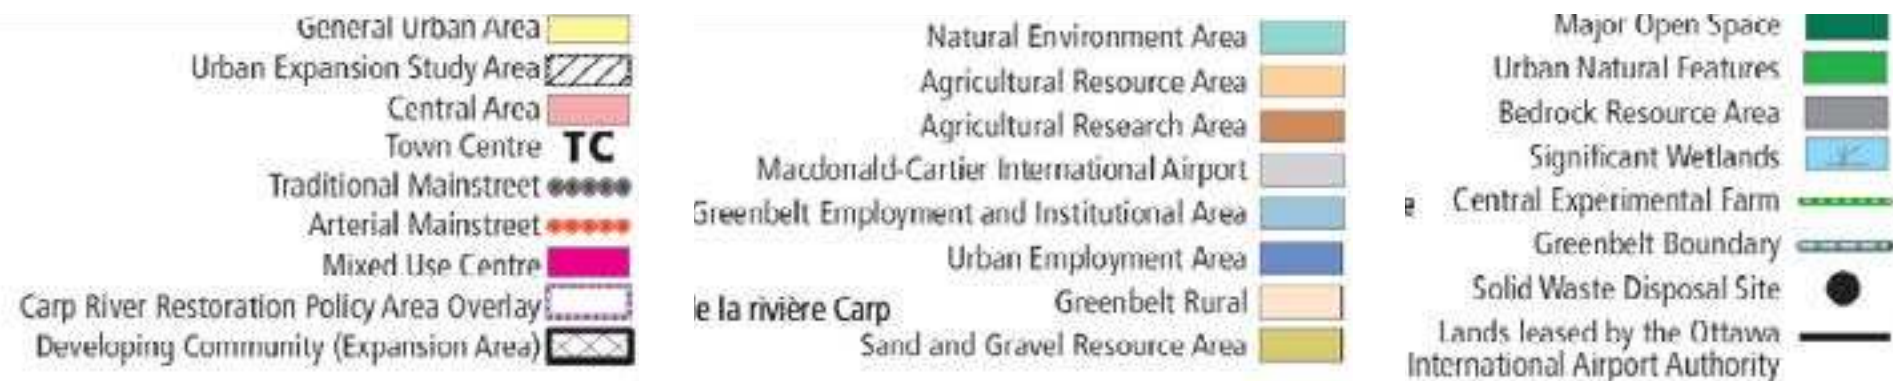 General Urban Area
Urban Expansion Study Area
Central Area
Town Centre TC
Traditional Mainstreet
Arterial Mainstreet
Mixed Use Centre
Carp River Restoration Policy Area Overlay
Developing Community (Expansion Area)
Natural Environment Area
Agricultural Resource Area
Agricultural Research Area
Macdonald-Cartier International Airport
Greenbelt Employment and Institutional Area
Urban Employment Area
e la rivière Carp Greenbelt Rural
Sand and Gravel Resource Area
Major Open Space
Urban Natural Features
Bedrock Resource Area
Significant Wetlands
e Central Experimental Farm
Greenbelt Boundary
Solid Waste Disposal Site
Lands leased by the Ottawa
International Airport Authority